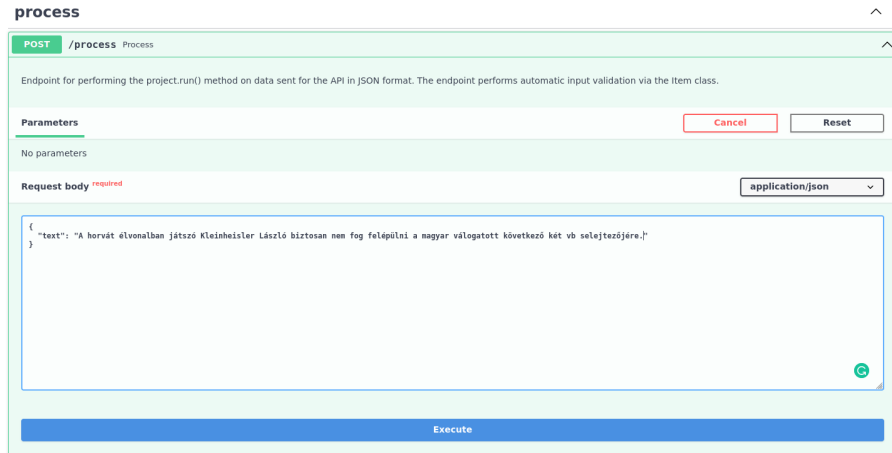 process
POST /process Process
Endpoint for performing the project.run() method on data sent for the API in JSON format. The endpoint performs automatic input validation via the Item class.
Parameters Cancel Reset
No parameters
Request body required application/json
{
"text": "A horvát élvonalban játszó Kleinheisler László biztosan nem fog felépülni a magyar válogatott következő két vb selejtezőjére."
}
Execute